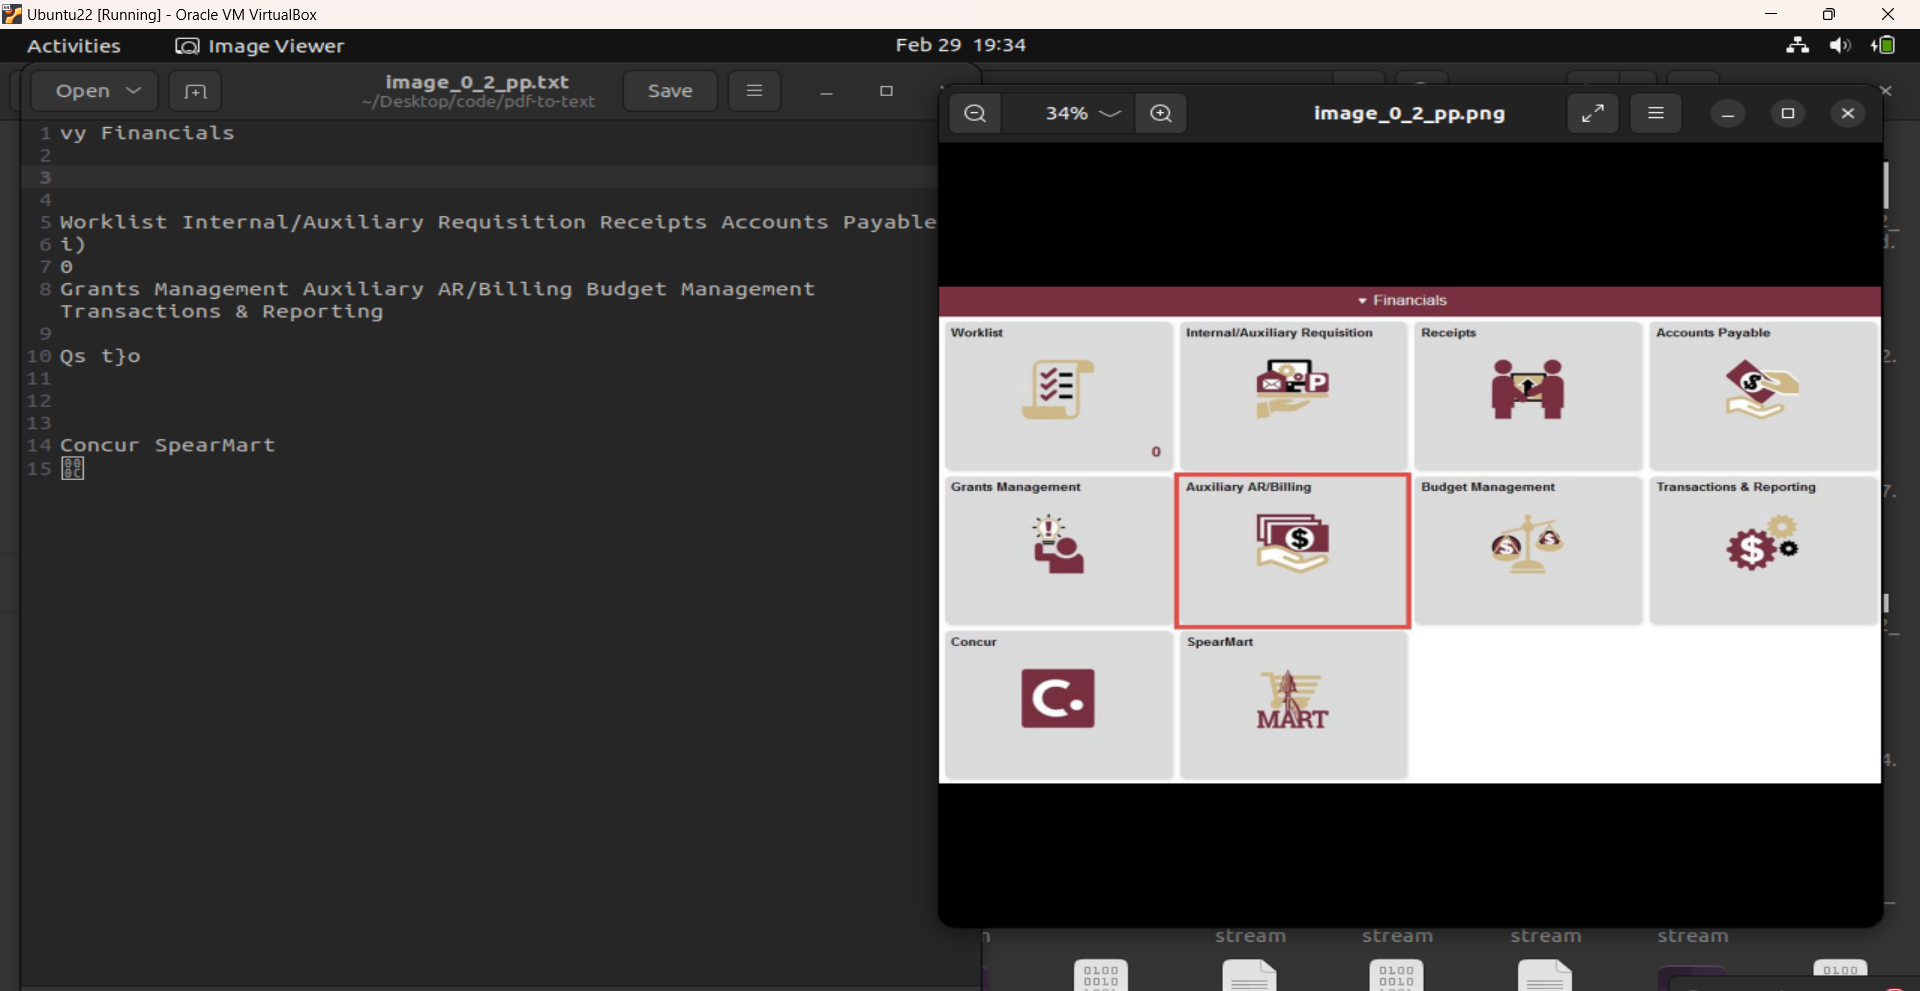 Ubuntu22 [Running] - Oracle VM VirtualBox
Activities Image Viewer Feb 29 19:34
Open image_0_2_pp.txt Save
~/Desktop/code/pdf-to-text
1 vy Financials
2
3
4
5 Worklist Internal/Auxiliary Requisition Receipts Accounts Payable
6 i)
7 0
8 Grants Management Auxiliary AR/Billing Budget Management
Transactions & Reporting
9
10 Qs t}o
11
12
13
14 Concur SpearMart
15 000C
34% image_0_2_pp.png
Financials
Worklist Internal/Auxiliary Requisition Receipts Accounts Payable
P $
0
Grants Management Auxiliary AR/Billing Budget Management Transactions & Reporting
! $ $ $ $
Concur SpearMart
C. MART
stream stream stream stream
0100 0100 0100
0010 0010